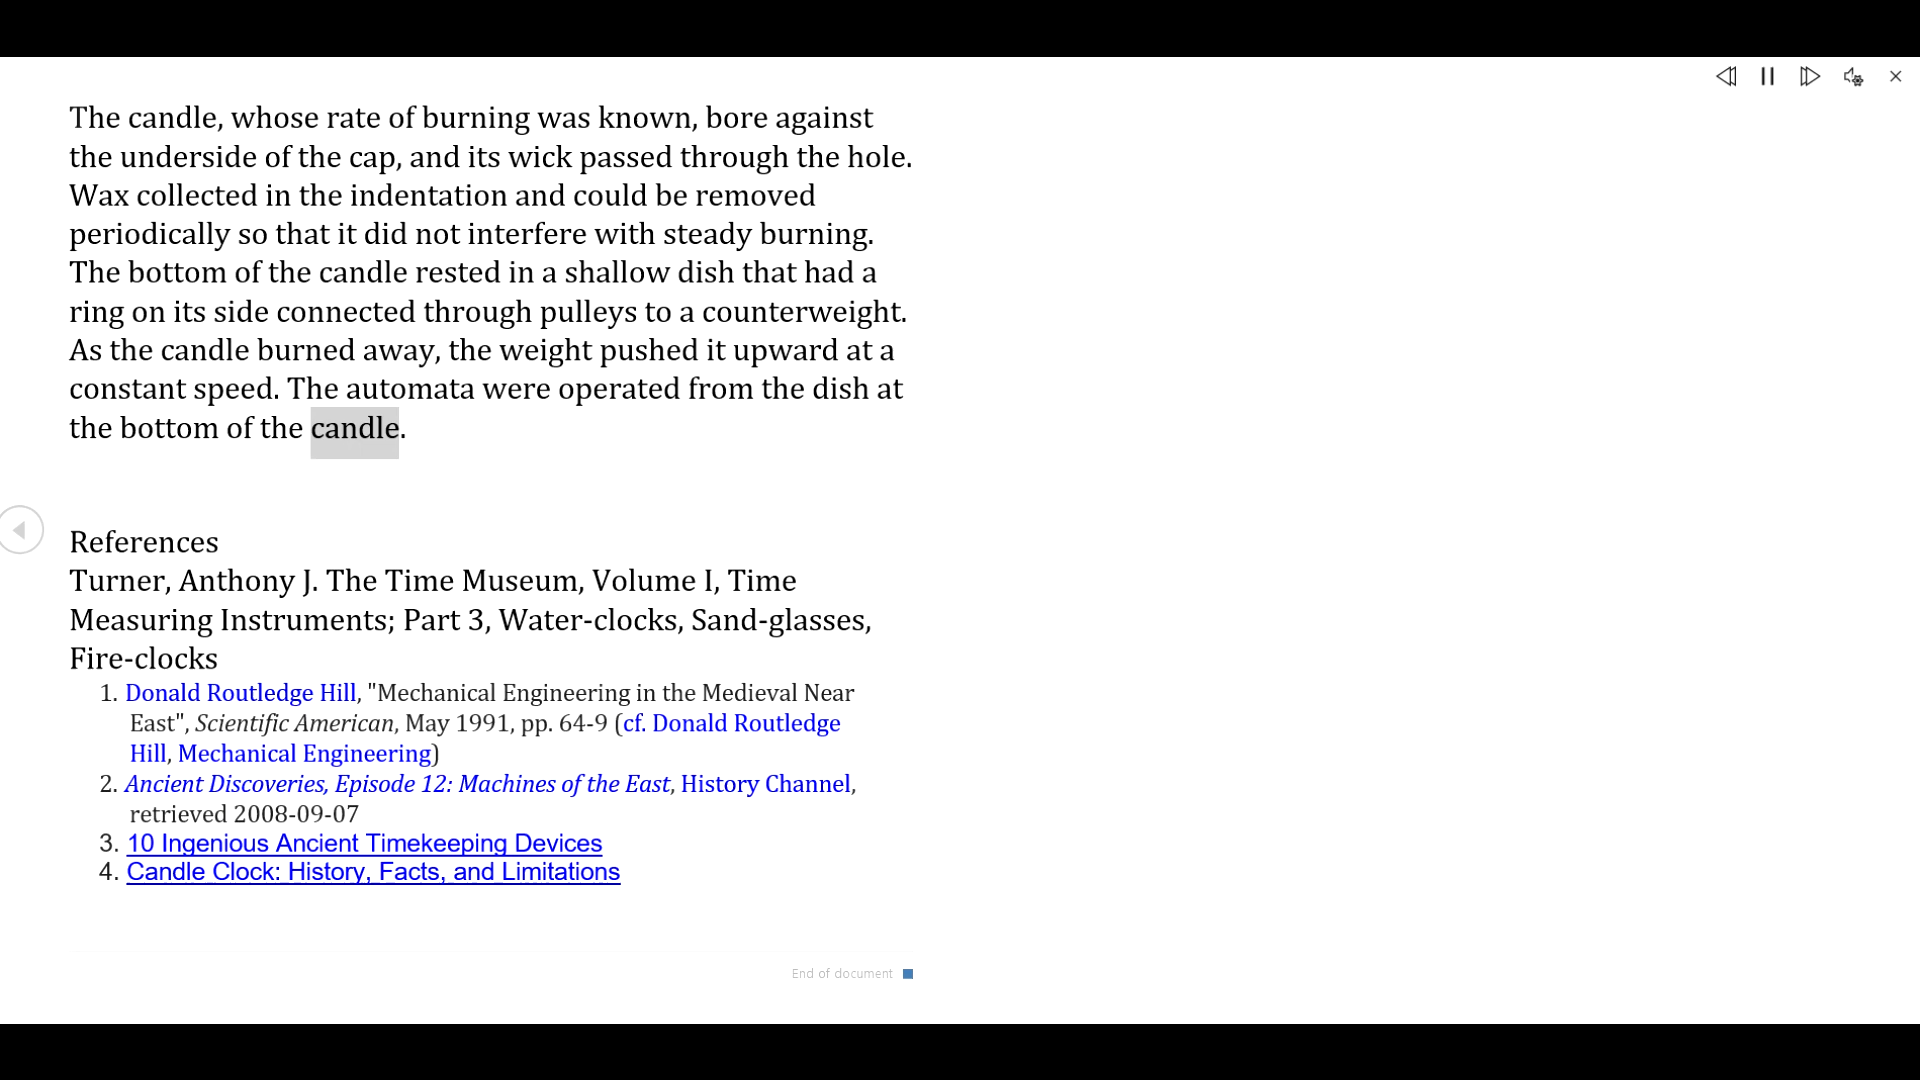 The candle, whose rate of burning was known, bore against
the underside of the cap, and its wick passed through the hole.
Wax collected in the indentation and could be removed
periodically so that it did not interfere with steady burning.
The bottom of the candle rested in a shallow dish that had a
ring on its side connected through pulleys to a counterweight.
As the candle burned away, the weight pushed it upward at a
constant speed. The automata were operated from the dish at
the bottom of the candle.
References
Turner, Anthony J. The Time Museum, Volume I, Time
Measuring Instruments; Part 3, Water-clocks, Sand-glasses,
Fire-clocks
1. Donald Routledge Hill, "Mechanical Engineering in the Medieval Near
East", Scientific American, May 1991, pp. 64-9 (cf. Donald Routledge
Hill, Mechanical Engineering)
2. Ancient Discoveries, Episode 12: Machines of the East, History Channel,
retrieved 2008-09-07
3. 10 Ingenious Ancient Timekeeping Devices
4. Candle Clock: History, Facts, and Limitations
End of document